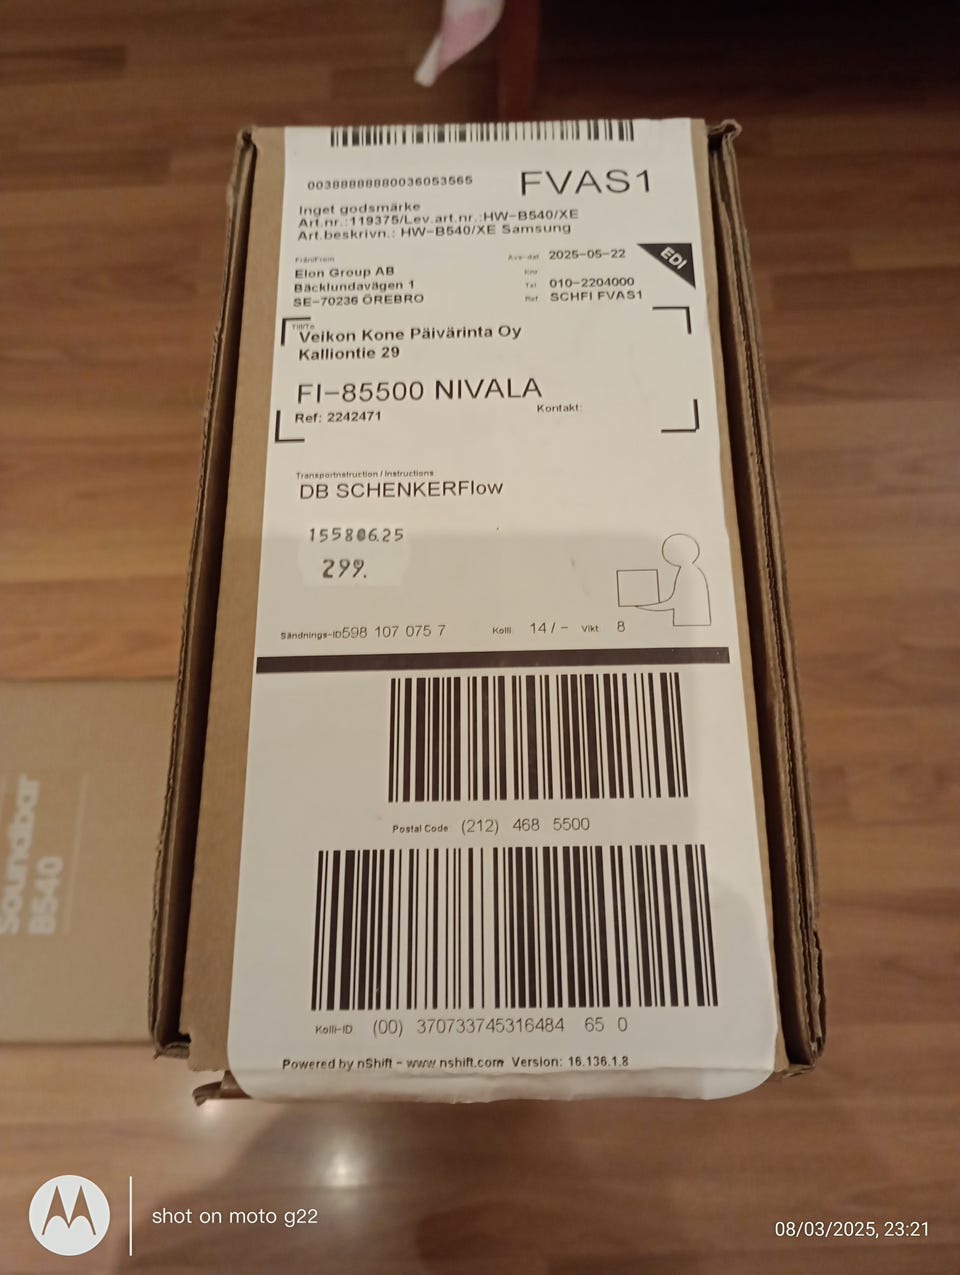 00388888880036053565
FVAS1
Inget godsmärke
Art.nr.:119375/Lev.art.nr.:HW-B540/XE
Art.beskrivn.: HW-B540/XE Samsung
Från/From
Elon Group AB
Bäcklundavägen 1
SE-70236 ÖREBRO
Avs-dat 2025-05-22
Knr
Tel 010-2204000
Ref SCHFI FVAS1
EDI
Till/To
Veikon Kone Päivärinta Oy
Kalliontie 29
FI-85500 NIVALA
Kontakt:
Ref: 2242471
Transportinstruction / Instructions
DB SCHENKERFlow
155806.25
299.
Sändnings-ID 598 107 075 7 Kolli 14 / - Vikt 8
Postal Code (212) 468 5500
Kolli-ID (00) 370733745316484 65 0
Powered by nShift - www nshift.com Version: 16.136.1.8
Soundbar
B540
shot on moto g22
08/03/2025, 23:21